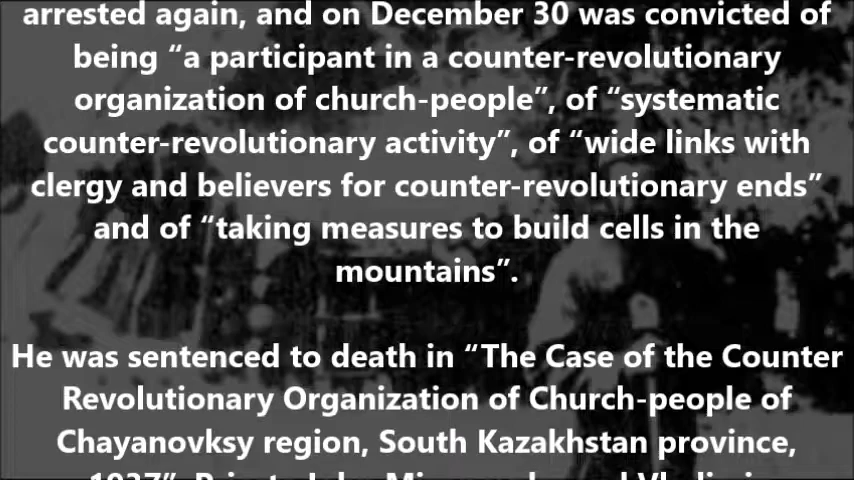 arrested again, and on December 30 was convicted of
being “a participant in a counter-revolutionary
organization of church-people”, of “systematic
counter-revolutionary activity”, of “wide links with
clergy and believers for counter-revolutionary ends”
and of “taking measures to build cells in the
mountains”.
He was sentenced to death in “The Case of the Counter
Revolutionary Organization of Church-people of
Chayanovksy region, South Kazakhstan province,
1937”.